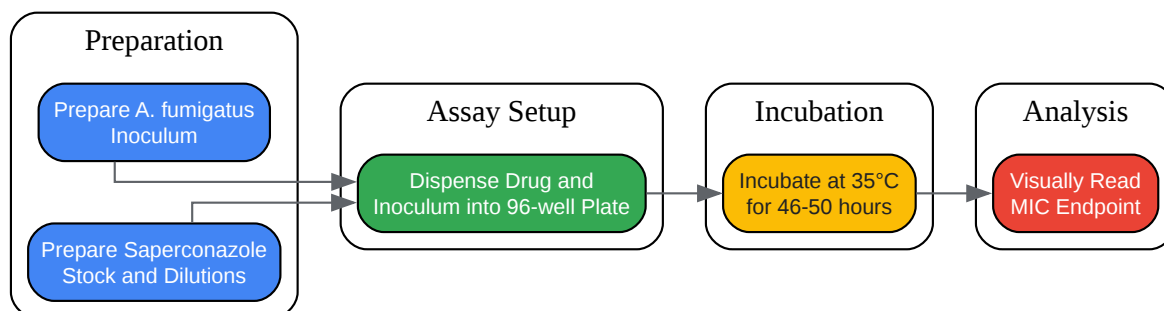 Preparation
Prepare A. fumigatus
Inoculum
Prepare Saperconazole
Stock and Dilutions
Assay Setup
Dispense Drug and
Inoculum into 96-well Plate
Incubation
Incubate at 35°C
for 46-50 hours
Analysis
Visually Read
MIC Endpoint